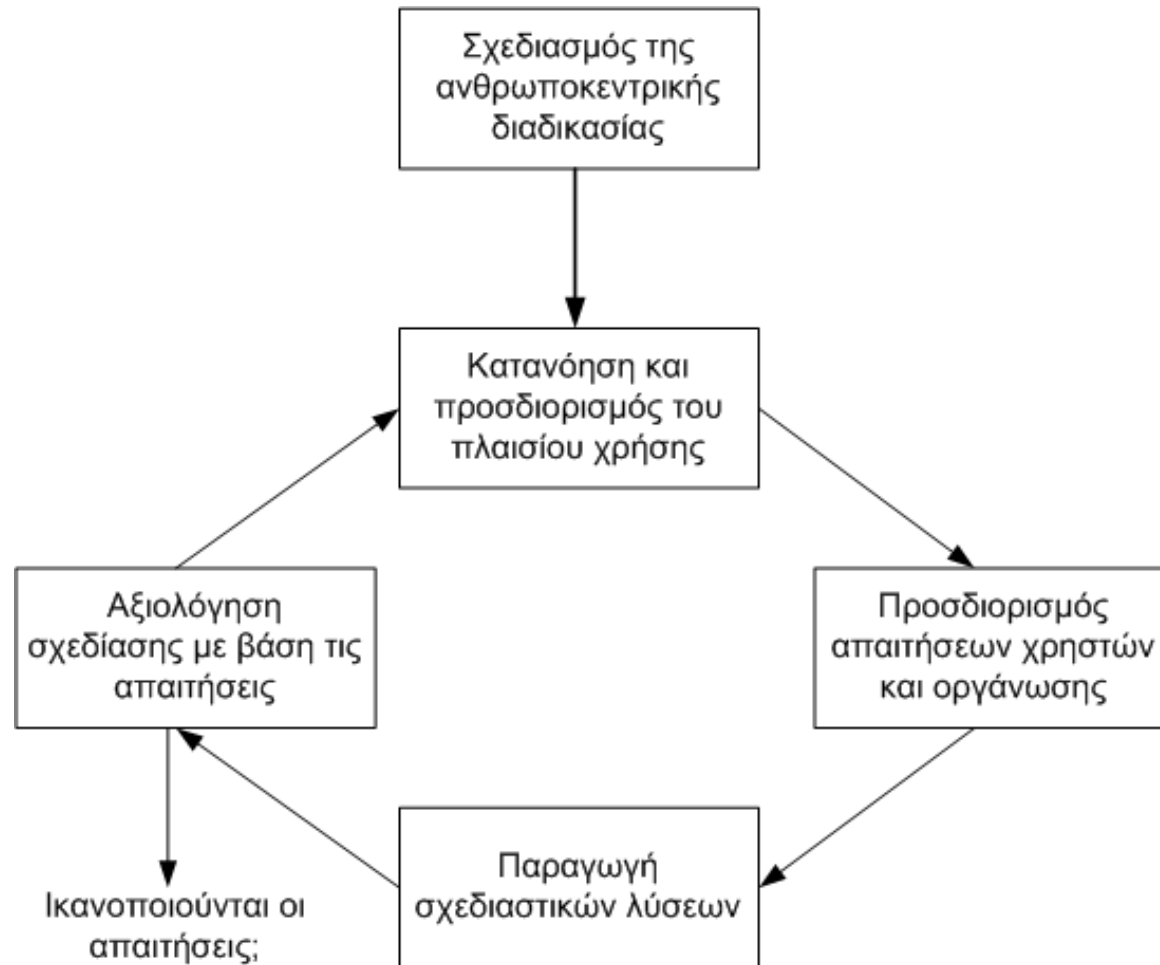 Σχεδιασμός της
ανθρωποκεντρικής
διαδικασίας
Κατανόηση και
προσδιορισμός του
πλαισίου χρήσης
Αξιολόγηση
σχεδίασης με βάση τις
απαιτήσεις
Προσδιορισμός
απαιτήσεων χρηστών
και οργάνωσης
Παραγωγή
σχεδιαστικών λύσεων
Ικανοποιούνται οι
απαιτήσεις;